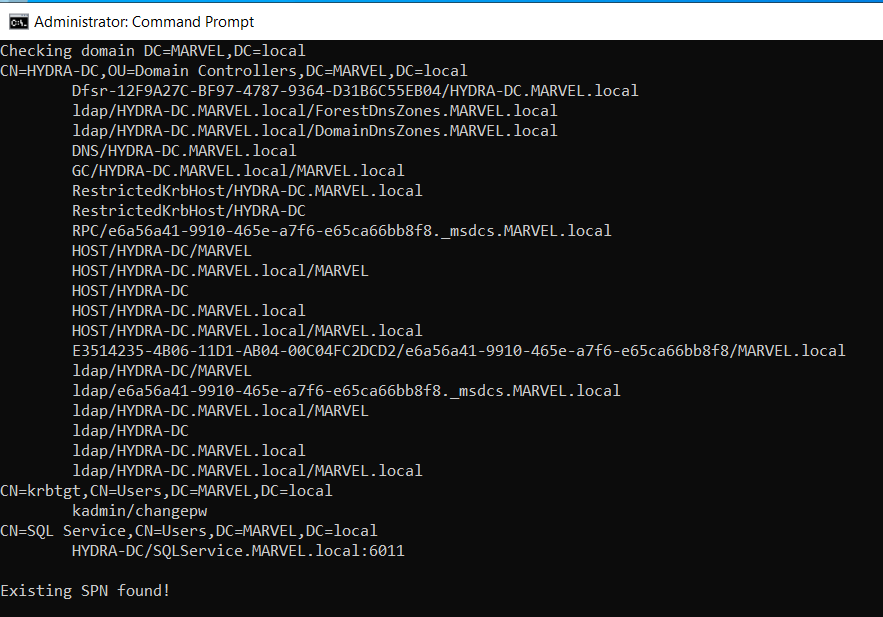 Administrator: Command Prompt
Checking domain DC=MARVEL,DC=local
CN=HYDRA-DC,OU=Domain Controllers,DC=MARVEL,DC=local
Dfsr-12F9A27C-BF97-4787-9364-D31B6C55EB04/HYDRA-DC.MARVEL.local
ldap/HYDRA-DC.MARVEL.local/ForestDnsZones.MARVEL.local
ldap/HYDRA-DC.MARVEL.local/DomainDnsZones.MARVEL.local
DNS/HYDRA-DC.MARVEL.local
GC/HYDRA-DC.MARVEL.local/MARVEL.local
RestrictedKrbHost/HYDRA-DC.MARVEL.local
RestrictedKrbHost/HYDRA-DC
RPC/e6a56a41-9910-465e-a7f6-e65ca66bb8f8._msdcs.MARVEL.local
HOST/HYDRA-DC/MARVEL
HOST/HYDRA-DC.MARVEL.local/MARVEL
HOST/HYDRA-DC
HOST/HYDRA-DC.MARVEL.local
HOST/HYDRA-DC.MARVEL.local/MARVEL.local
E3514235-4B06-11D1-AB04-00C04FC2DCD2/e6a56a41-9910-465e-a7f6-e65ca66bb8f8/MARVEL.local
ldap/HYDRA-DC/MARVEL
ldap/e6a56a41-9910-465e-a7f6-e65ca66bb8f8._msdcs.MARVEL.local
ldap/HYDRA-DC.MARVEL.local/MARVEL
ldap/HYDRA-DC
ldap/HYDRA-DC.MARVEL.local
ldap/HYDRA-DC.MARVEL.local/MARVEL.local
CN=krbtgt,CN=Users,DC=MARVEL,DC=local
kadmin/changepw
CN=SQL Service,CN=Users,DC=MARVEL,DC=local
HYDRA-DC/SQLService.MARVEL.local:6011
Existing SPN found!